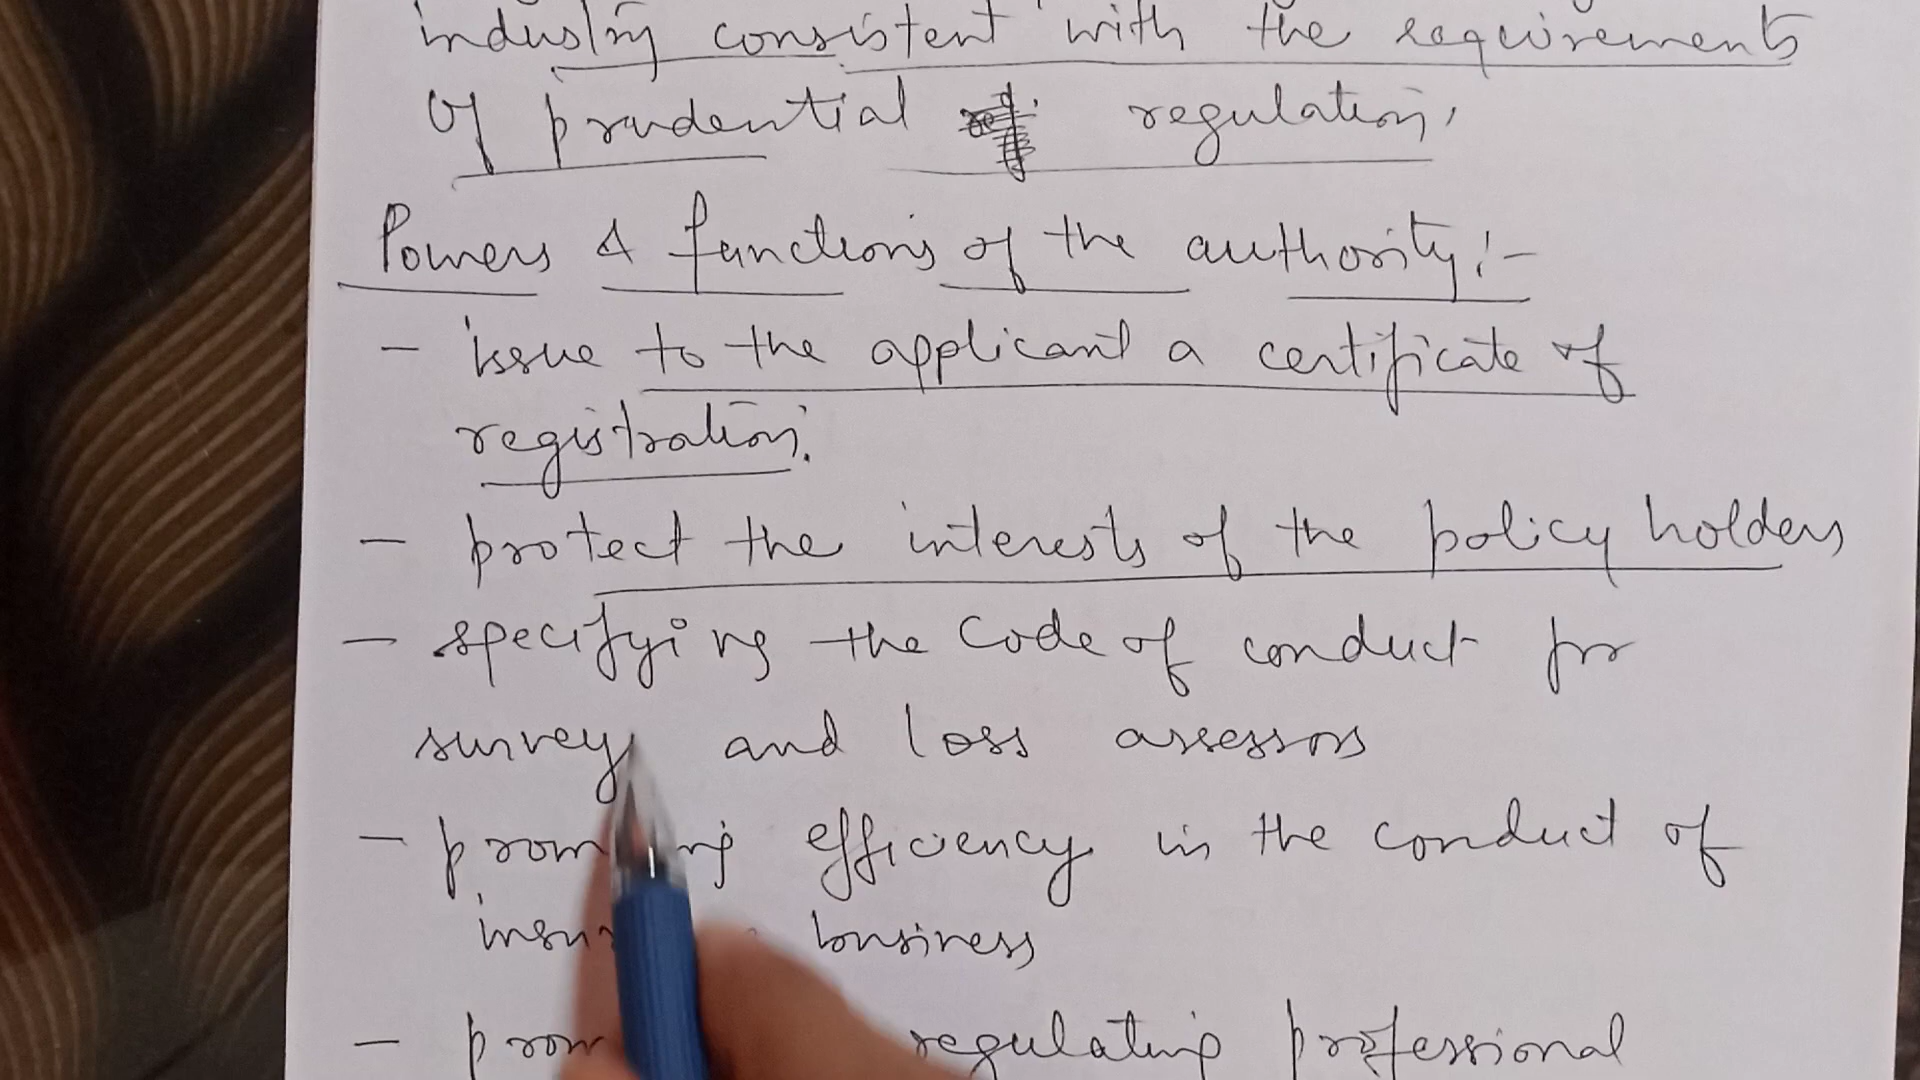 industry consistent with the requirements
of prudential regulation.
Powers & functions of the authority:-
- issue to the applicant a certificate of
registration.
- protect the interests of the policy holders
- specifying the code of conduct for
survey and loss assessors
- efficiency in the conduct of
business
- regulating professional